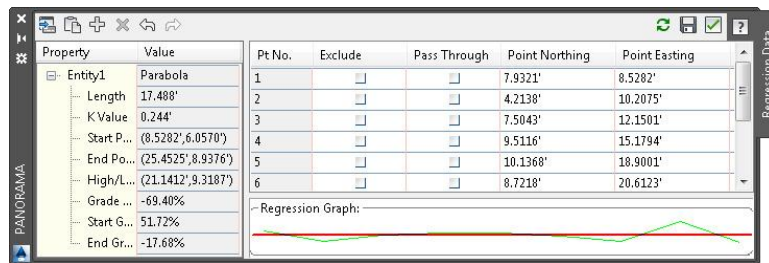 Property Value
Entity1 Parabola
Length 17.488'
K Value 0.244'
Start P... (8.5282',6.0570')
End Po... (25.4525',8.9376')
High/L... (21.1412',9.3187')
Grade ... -69.40%
Start G... 51.72%
End Gr... -17.68%
Pt No. Exclude Pass Through Point Northing Point Easting
1 7.9321' 8.5282'
2 4.2138' 10.2075'
3 7.5043' 12.1501'
4 9.5116' 15.1794'
5 10.1368' 18.9001'
6 8.7218' 20.6123'
Regression Graph:
PANORAMA
Regression Data